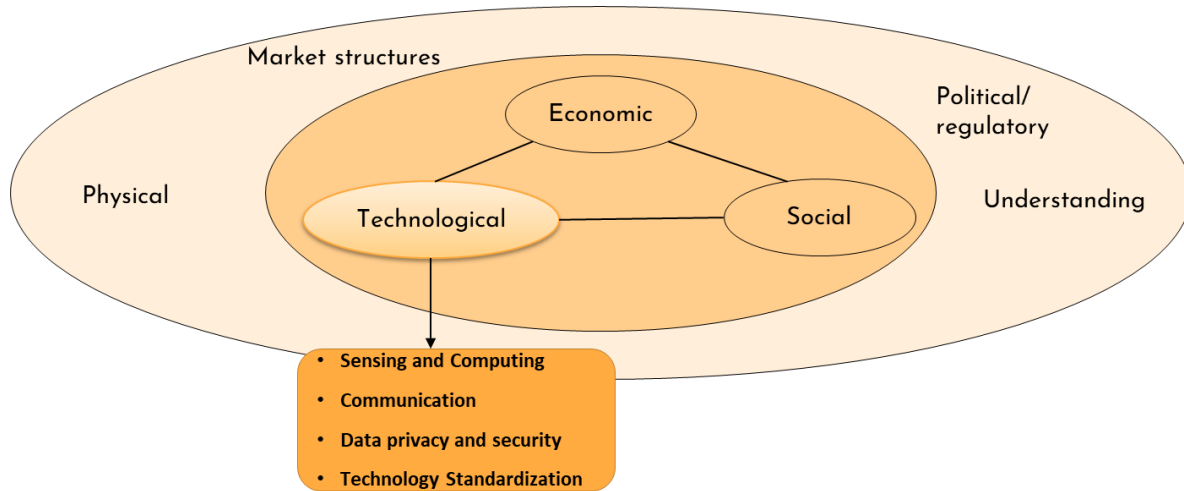 Market structures
Economic
Political/
regulatory
Physical
Technological
Social
Understanding
• Sensing and Computing
• Communication
• Data privacy and security
• Technology Standardization